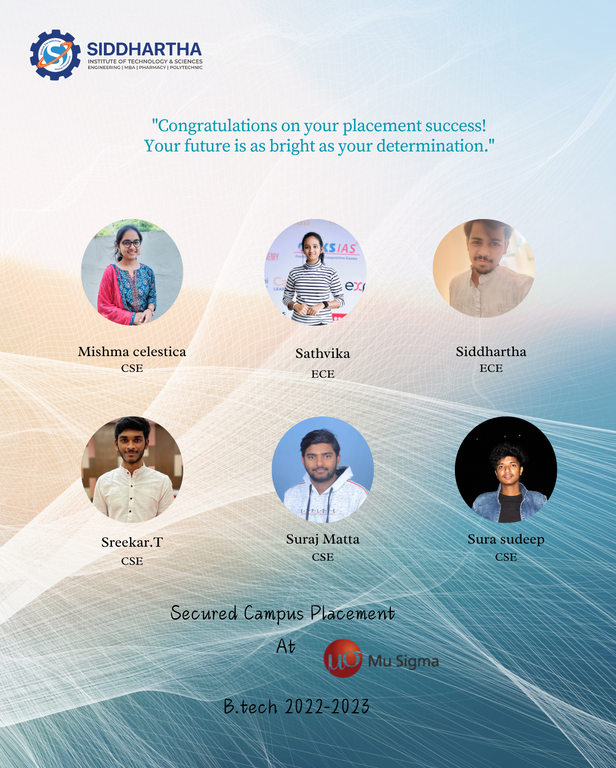 SIDDHARTHA
INSTITUTE OF TECHNOLOGY & SCIENCES
ENGINEERING | MBA | PHARMACY | POLYTECHNIC
"Congratulations on your placement success!
Your future is as bright as your determination."
IAS
Mishma celestica
CSE
Sathvika
ECE
Siddhartha
ECE
Sreekar.T
CSE
Suraj Matta
CSE
Sura sudeep
CSE
Secured Campus Placement
At
μσ Mu Sigma
B.tech 2022-2023